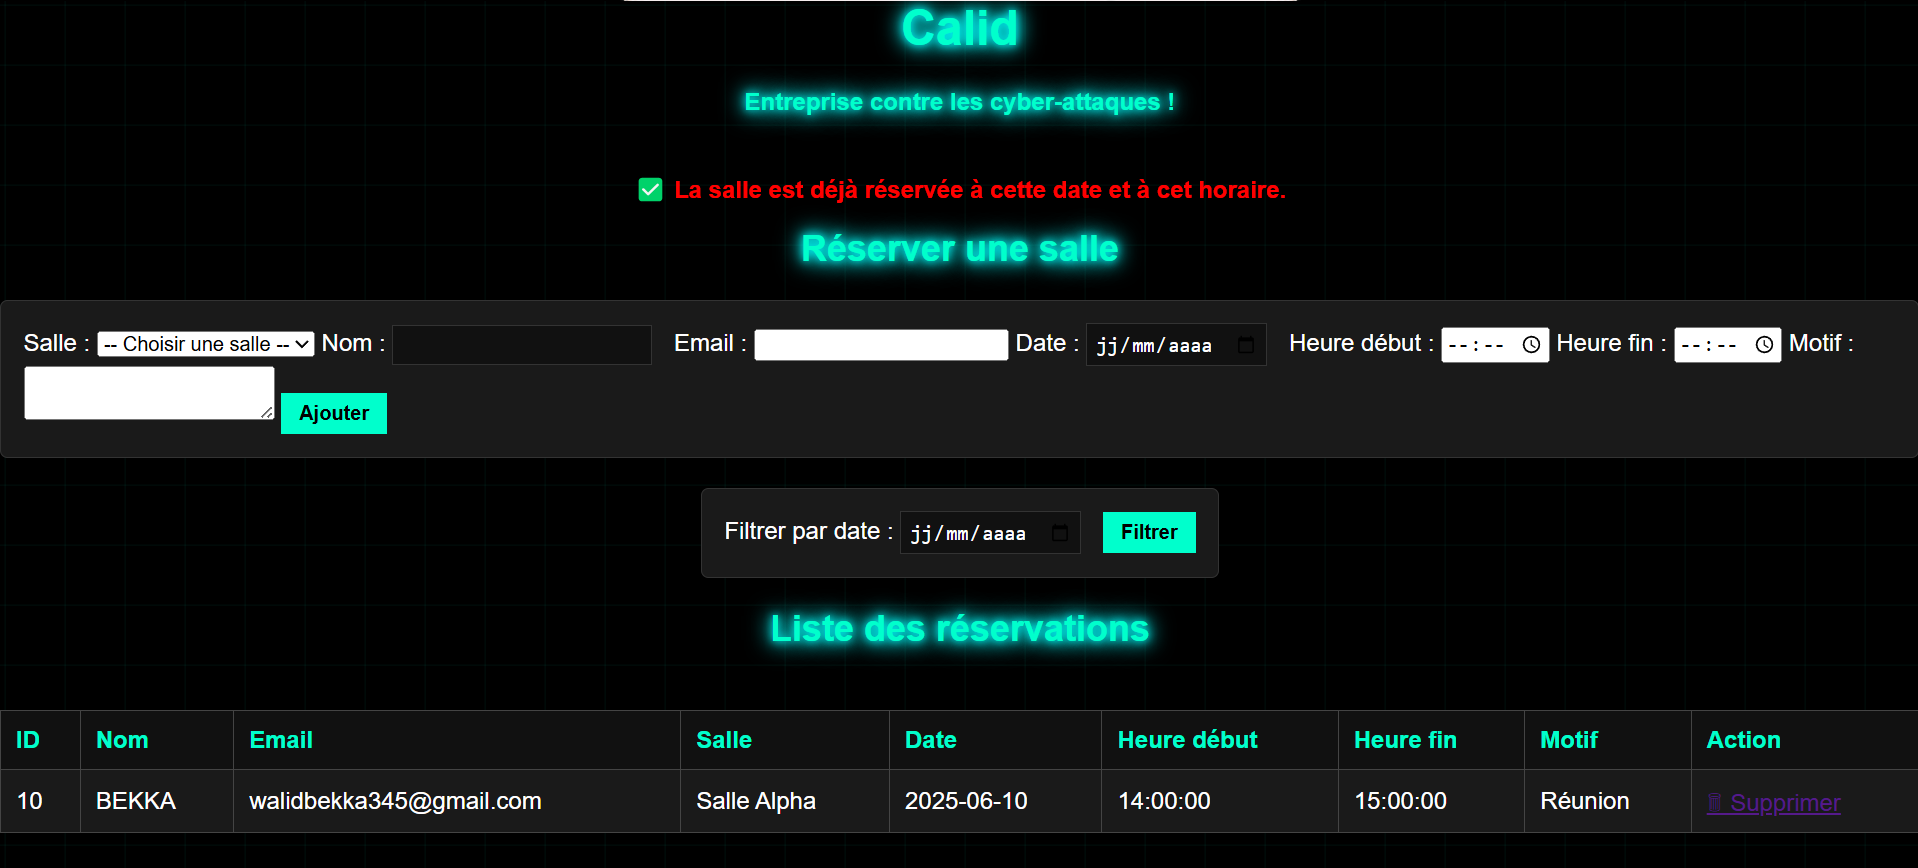 Calid
Entreprise contre les cyber-attaques !
✅ La salle est déjà réservée à cette date et à cet horaire.
Réserver une salle
Salle : -- Choisir une salle -- Nom : Email : Date : jj/mm/aaaa Heure début : --:-- Heure fin : --:-- Motif :
Ajouter
Filtrer par date : jj/mm/aaaa Filtrer
Liste des réservations
ID Nom Email Salle Date Heure début Heure fin Motif Action
10 BEKKA walidbekka345@gmail.com Salle Alpha 2025-06-10 14:00:00 15:00:00 Réunion 🗑 Supprimer